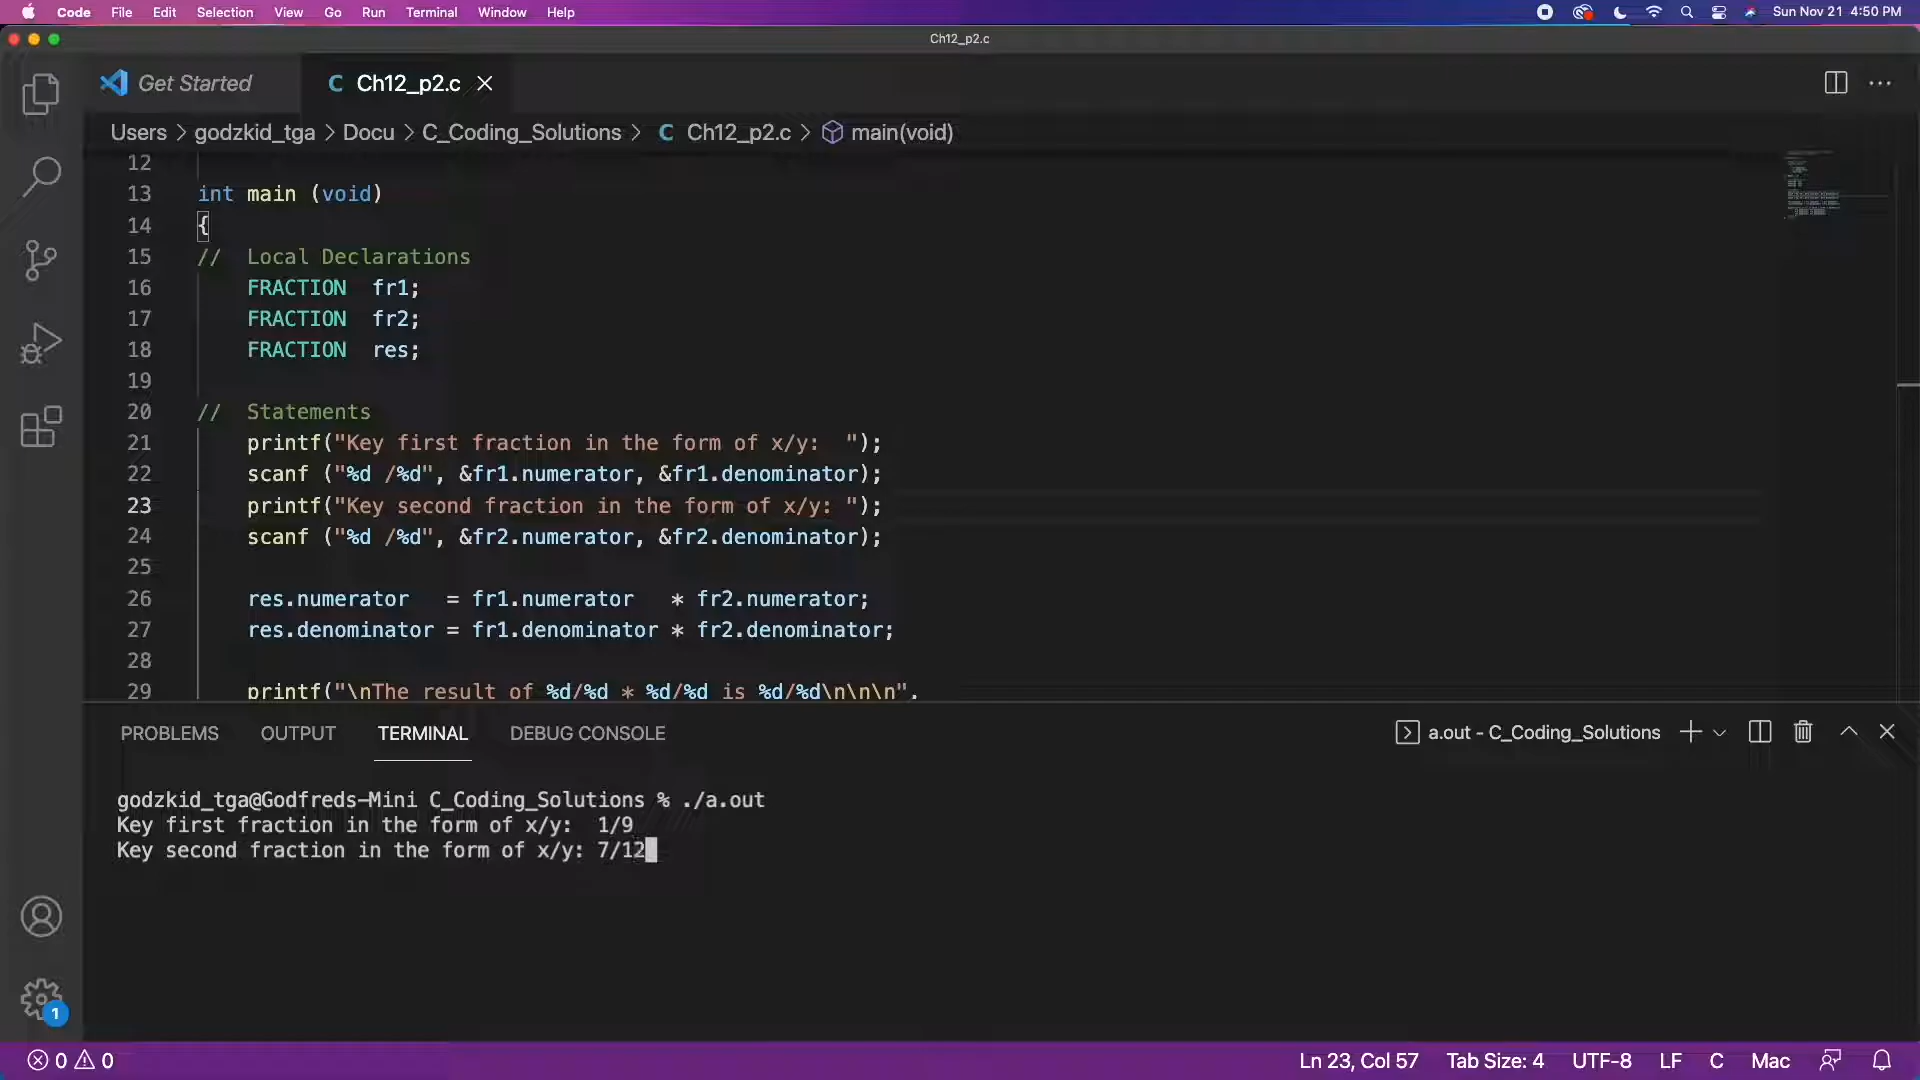 Code File Edit Selection View Go Run Terminal Window Help Sun Nov 21 4:50 PM
Ch12_p2.c
Get Started C Ch12_p2.c
Users > godzkid_tga > Docu > C_Coding_Solutions > C Ch12_p2.c > main(void)
12
13 int main (void)
14 {
15 // Local Declarations
16 FRACTION fr1;
17 FRACTION fr2;
18 FRACTION res;
19
20 // Statements
21 printf("Key first fraction in the form of x/y:  ");
22 scanf ("%d /%d", &fr1.numerator, &fr1.denominator);
23 printf("Key second fraction in the form of x/y: ");
24 scanf ("%d /%d", &fr2.numerator, &fr2.denominator);
25
26 res.numerator   = fr1.numerator   * fr2.numerator;
27 res.denominator = fr1.denominator * fr2.denominator;
28
29 printf("\nThe result of %d/%d * %d/%d is %d/%d\n\n\n",
PROBLEMS OUTPUT TERMINAL DEBUG CONSOLE a.out - C_Coding_Solutions
godzkid_tga@Godfreds-Mini C_Coding_Solutions % ./a.out
Key first fraction in the form of x/y:  1/9
Key second fraction in the form of x/y: 7/12
1
0 0 Ln 23, Col 57 Tab Size: 4 UTF-8 LF C Mac